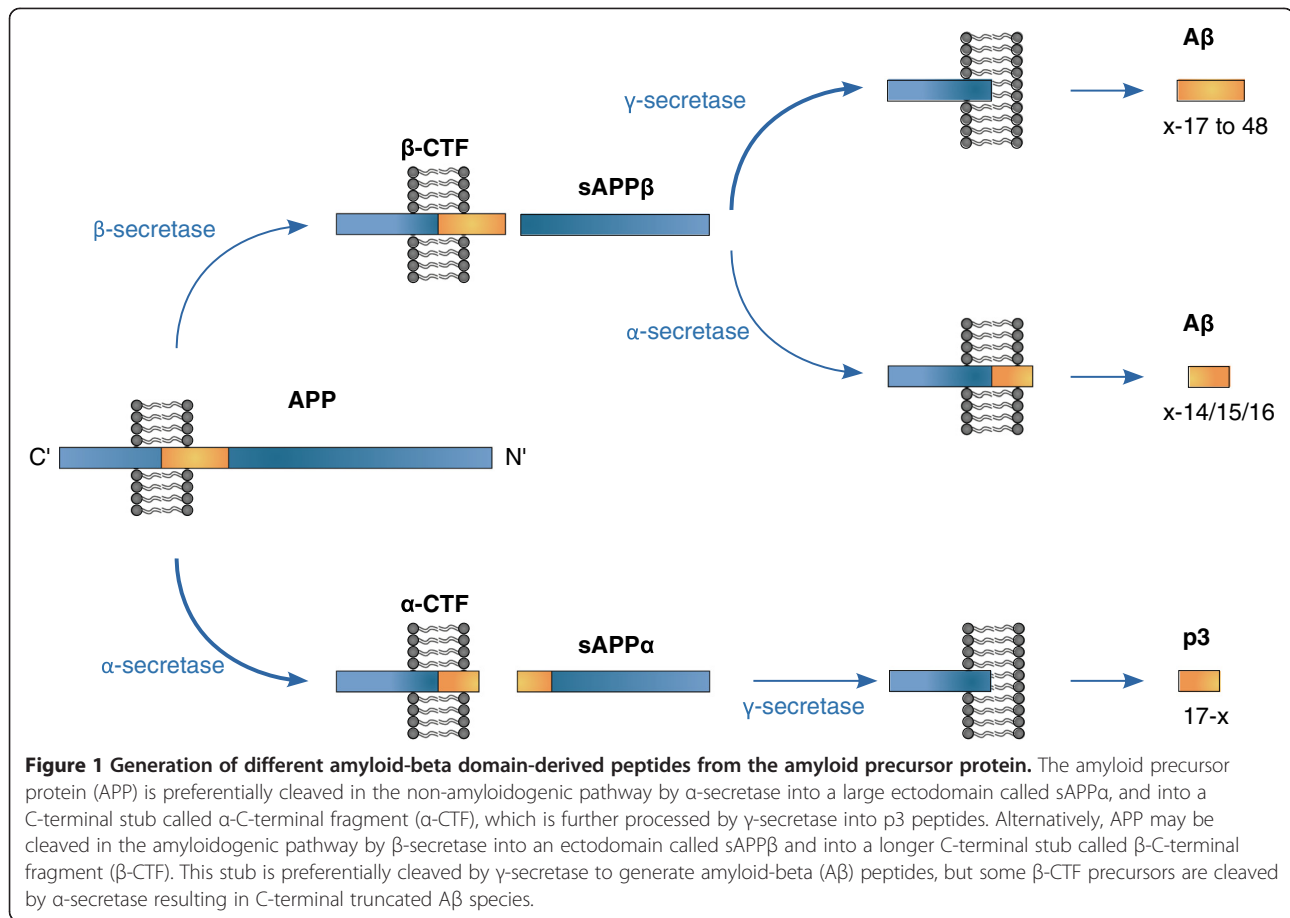 Aβ
γ-secretase
x-17 to 48
β-CTF
sAPPβ
β-secretase
α-secretase
Aβ
x-14/15/16
APP
C' N'
α-CTF
sAPPα
p3
α-secretase
γ-secretase
17-x
Figure 1 Generation of different amyloid-beta domain-derived peptides from the amyloid precursor protein. The amyloid precursor
protein (APP) is preferentially cleaved in the non-amyloidogenic pathway by α-secretase into a large ectodomain called sAPPα, and into a
C-terminal stub called α-C-terminal fragment (α-CTF), which is further processed by γ-secretase into p3 peptides. Alternatively, APP may be
cleaved in the amyloidogenic pathway by β-secretase into an ectodomain called sAPPβ and into a longer C-terminal stub called β-C-terminal
fragment (β-CTF). This stub is preferentially cleaved by γ-secretase to generate amyloid-beta (Aβ) peptides, but some β-CTF precursors are cleaved
by α-secretase resulting in C-terminal truncated Aβ species.